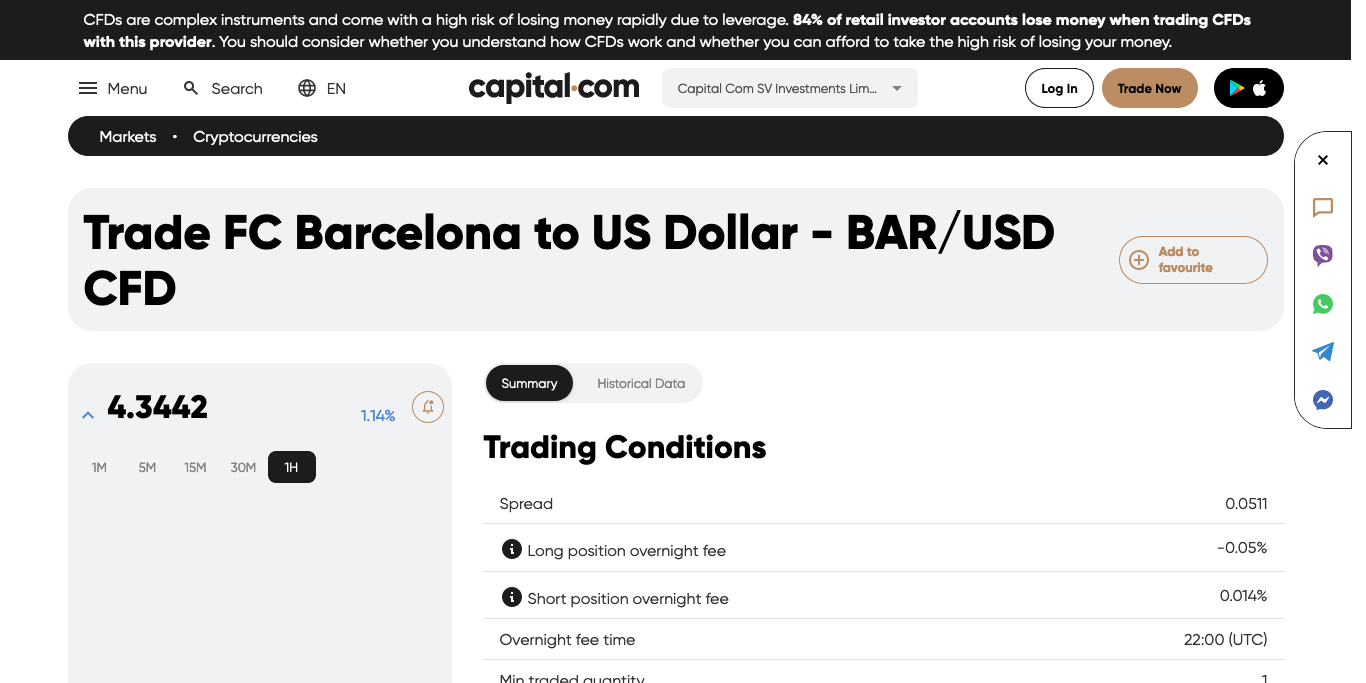 CFDs are complex instruments and come with a high risk of losing money rapidly due to leverage. 84% of retail investor accounts lose money when trading CFDs
with this provider. You should consider whether you understand how CFDs work and whether you can afford to take the high risk of losing your money.
Menu Search EN capital.com Capital Com SV Investments Lim... Log In Trade Now
Markets • Cryptocurrencies
Trade FC Barcelona to US Dollar - BAR/USD
CFD
Add to
favourite
4.3442 1.14%
1M 5M 15M 30M 1H
Summary Historical Data
Trading Conditions
Spread 0.0511
Long position overnight fee -0.05%
Short position overnight fee 0.014%
Overnight fee time 22:00 (UTC)
Min traded quantity 1